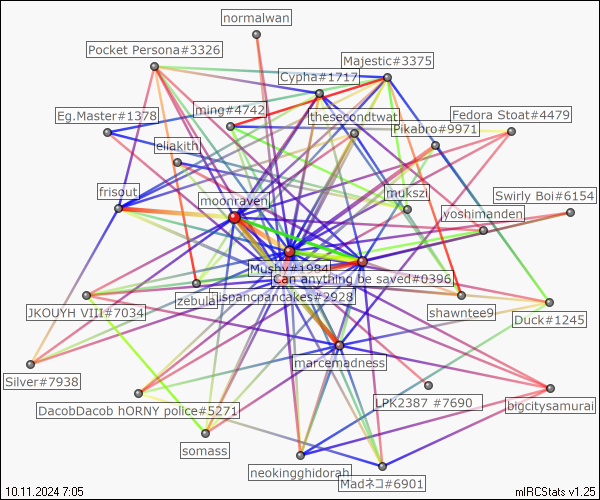 normalwan
Pocket Persona#3326
Majestic#3375
Cypha#1717
Eg.Master#1378
ming#4742
thesecondtwat
Fedora Stoat#4479
Pikabro#9971
eliakith
frisout
moonraven
mukszi
Swirly Boi#6154
yoshimanden
Mushy#1984
Can anything be saved#0396
zebula
ispancpancakes#2928
JKOUYH VIII#7034
shawntee9
Duck#1245
marcemadness
Silver#7938
DacobDacob hORNY police#5271
LPK2387 #7690
bigcitysamurai
somass
neokingghidorah
Madネコ#6901
10.11.2024 7:05
mIRCStats v1.25